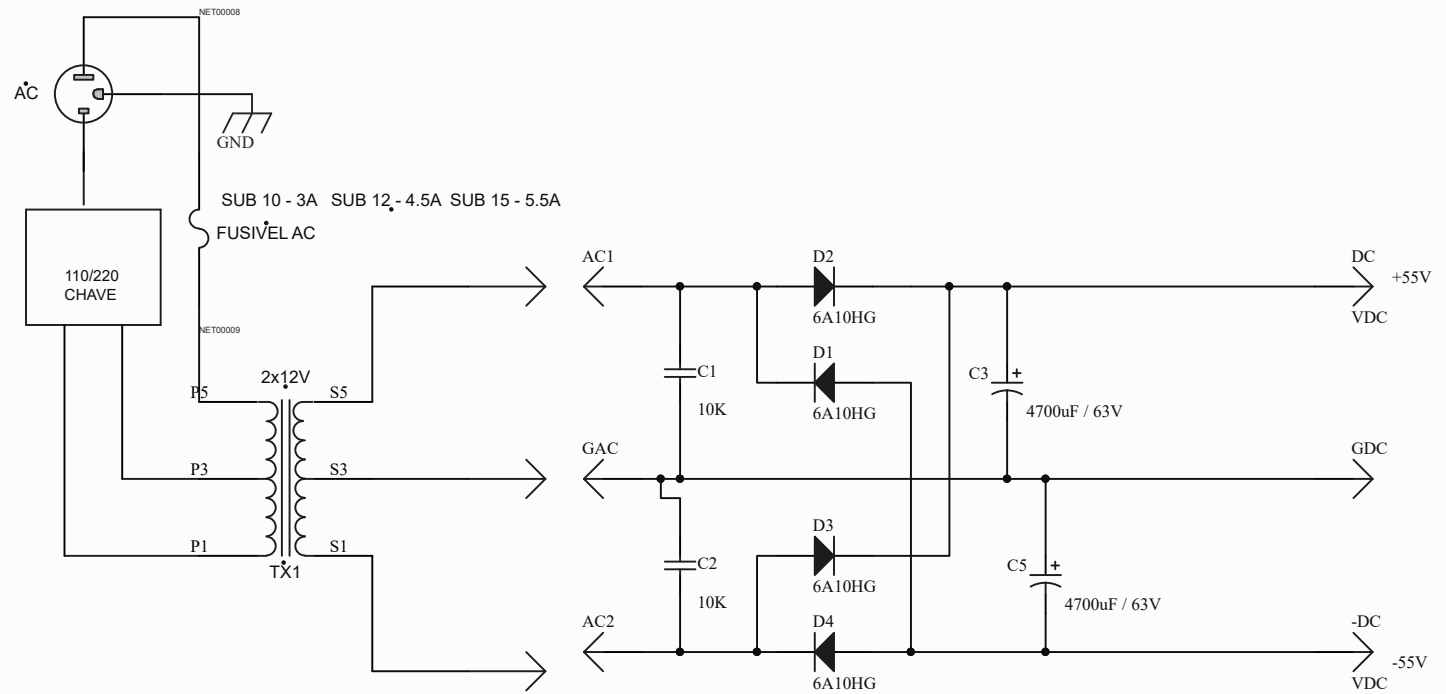 NET00008
AC
GND
SUB 10 - 3A SUB 12 - 4.5A SUB 15 - 5.5A
FUSIVEL AC
110/220
CHAVE
NET00009
2x12V
P5
S5
P3
S3
P1
S1
TX1
AC1
D2
6A10HG
D1
6A10HG
C1
10K
C3
+
4700uF / 63V
DC
+55V
VDC
GAC
GDC
D3
6A10HG
C2
10K
C5
+
4700uF / 63V
AC2
D4
6A10HG
-DC
-55V
VDC